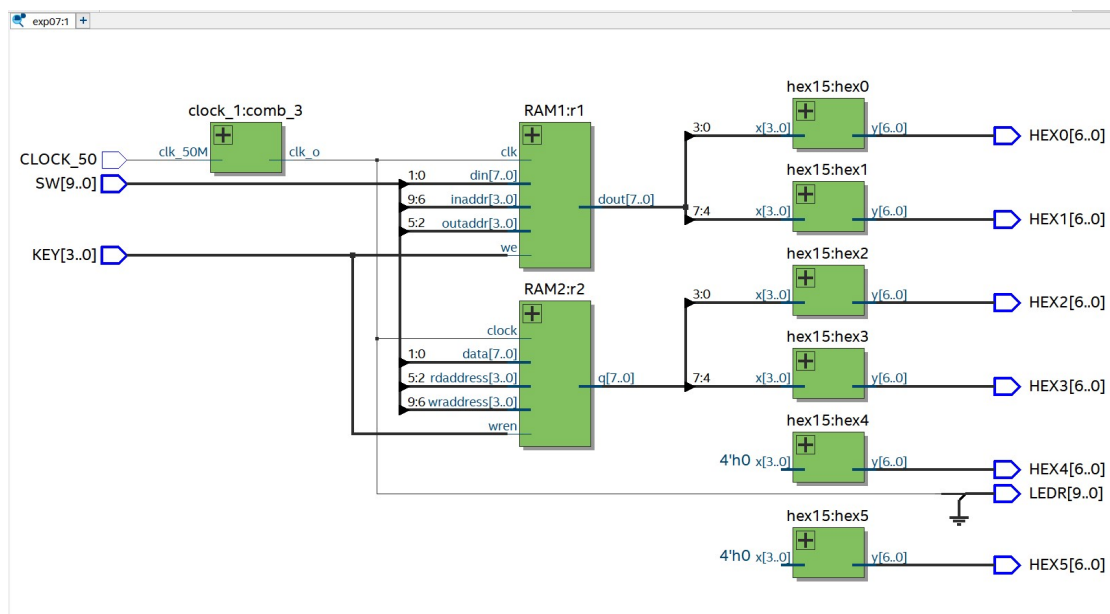 exp07:1
clock_1:comb_3
CLOCK_50
clk_50M
clk_o
SW[9..0]
KEY[3..0]
RAM1:r1
clk
1:0
din[7..0]
9:6
inaddr[3..0]
5:2
outaddr[3..0]
we
dout[7..0]
RAM2:r2
clock
1:0
data[7..0]
5:2
rdaddress[3..0]
9:6
wraddress[3..0]
wren
q[7..0]
hex15:hex0
3:0
x[3..0]
y[6..0]
HEX0[6..0]
hex15:hex1
7:4
x[3..0]
y[6..0]
HEX1[6..0]
hex15:hex2
3:0
x[3..0]
y[6..0]
HEX2[6..0]
hex15:hex3
7:4
x[3..0]
y[6..0]
HEX3[6..0]
hex15:hex4
4'h0
x[3..0]
y[6..0]
HEX4[6..0]
LEDR[9..0]
hex15:hex5
4'h0
x[3..0]
y[6..0]
HEX5[6..0]